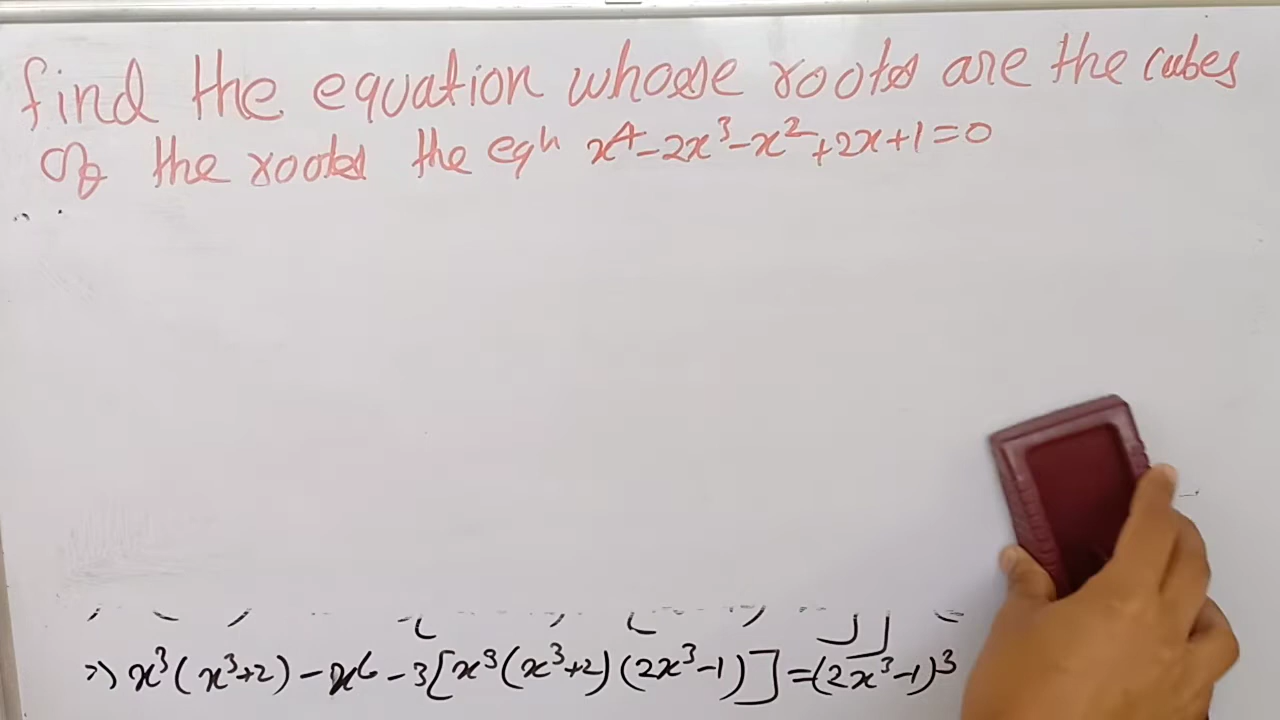 find the equation whose roots are the cubes
Of the roots the eqn x⁴-2x³-x²+2x+1=0
=> x³(x³+2)-x⁶-3[x³(x³+2)(2x³-1)]=(2x³-1)³